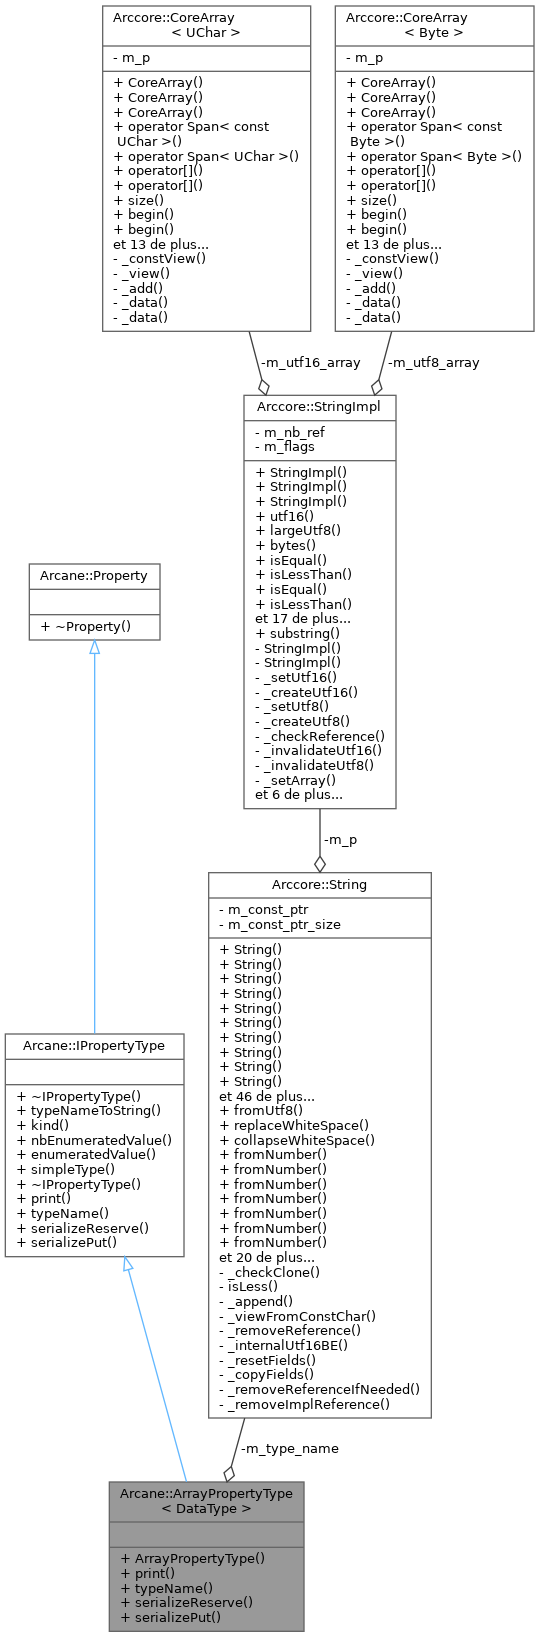 Arccore::CoreArray
< UChar >
- m_p
+ CoreArray()
+ CoreArray()
+ CoreArray()
+ operator Span< const
UChar >()
+ operator Span< UChar >()
+ operator[]()
+ operator[]()
+ size()
+ begin()
+ begin()
et 13 de plus...
- _constView()
- _view()
- _add()
- _data()
- _data()
Arccore::CoreArray
< Byte >
- m_p
+ CoreArray()
+ CoreArray()
+ CoreArray()
+ operator Span< const
Byte >()
+ operator Span< Byte >()
+ operator[]()
+ operator[]()
+ size()
+ begin()
+ begin()
et 13 de plus...
- _constView()
- _view()
- _add()
- _data()
- _data()
-m_utf16_array
-m_utf8_array
Arccore::StringImpl
- m_nb_ref
- m_flags
+ StringImpl()
+ StringImpl()
+ StringImpl()
+ utf16()
+ largeUtf8()
+ bytes()
+ isEqual()
+ isLessThan()
+ isEqual()
+ isLessThan()
et 17 de plus...
+ substring()
- StringImpl()
- StringImpl()
- _setUtf16()
- _createUtf16()
- _setUtf8()
- _createUtf8()
- _checkReference()
- _invalidateUtf16()
- _invalidateUtf8()
- _setArray()
et 6 de plus...
Arcane::Property
+ ~Property()
-m_p
Arccore::String
- m_const_ptr
- m_const_ptr_size
+ String()
+ String()
+ String()
+ String()
+ String()
+ String()
+ String()
+ String()
+ String()
+ String()
et 46 de plus...
+ fromUtf8()
+ replaceWhiteSpace()
+ collapseWhiteSpace()
+ fromNumber()
+ fromNumber()
+ fromNumber()
+ fromNumber()
+ fromNumber()
+ fromNumber()
+ fromNumber()
et 20 de plus...
- _checkClone()
- isLess()
- _append()
- _viewFromConstChar()
- _removeReference()
- _internalUtf16BE()
- _resetFields()
- _copyFields()
- _removeReferenceIfNeeded()
- _removeImplReference()
Arcane::IPropertyType
+ ~IPropertyType()
+ typeNameToString()
+ kind()
+ nbEnumeratedValue()
+ enumeratedValue()
+ simpleType()
+ ~IPropertyType()
+ print()
+ typeName()
+ serializeReserve()
+ serializePut()
-m_type_name
Arcane::ArrayPropertyType
< DataType >
+ ArrayPropertyType()
+ print()
+ typeName()
+ serializeReserve()
+ serializePut()